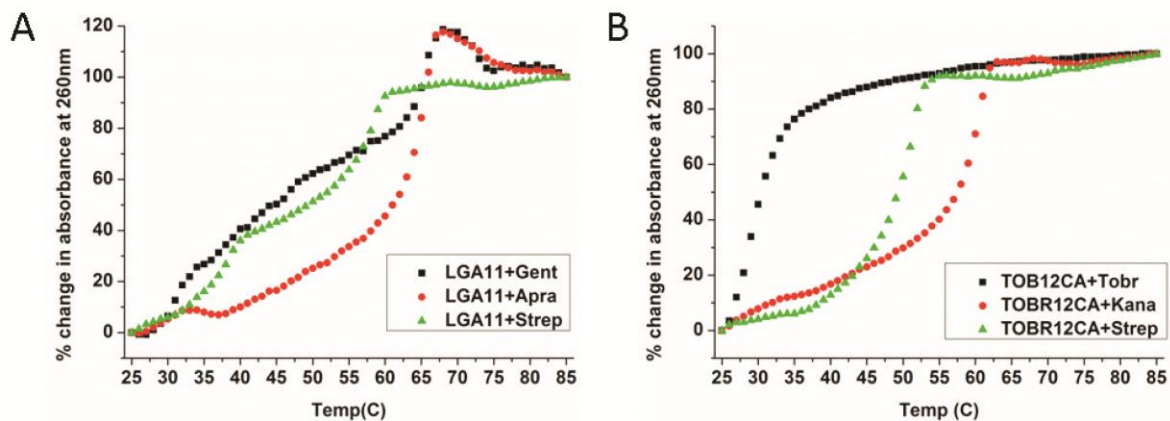 A
% change in absorbance at 260nm
120
100
80
60
40
20
0
25 30 35 40 45 50 55 60 65 70 75 80 85
Temp(C)
LGA11+Gent
LGA11+Apra
LGA11+Strep
B
% change in absorbance at 260nm
100
80
60
40
20
0
25 30 35 40 45 50 55 60 65 70 75 80 85
Temp (C)
TOB12CA+Tobr
TOBR12CA+Kana
TOBR12CA+Strep